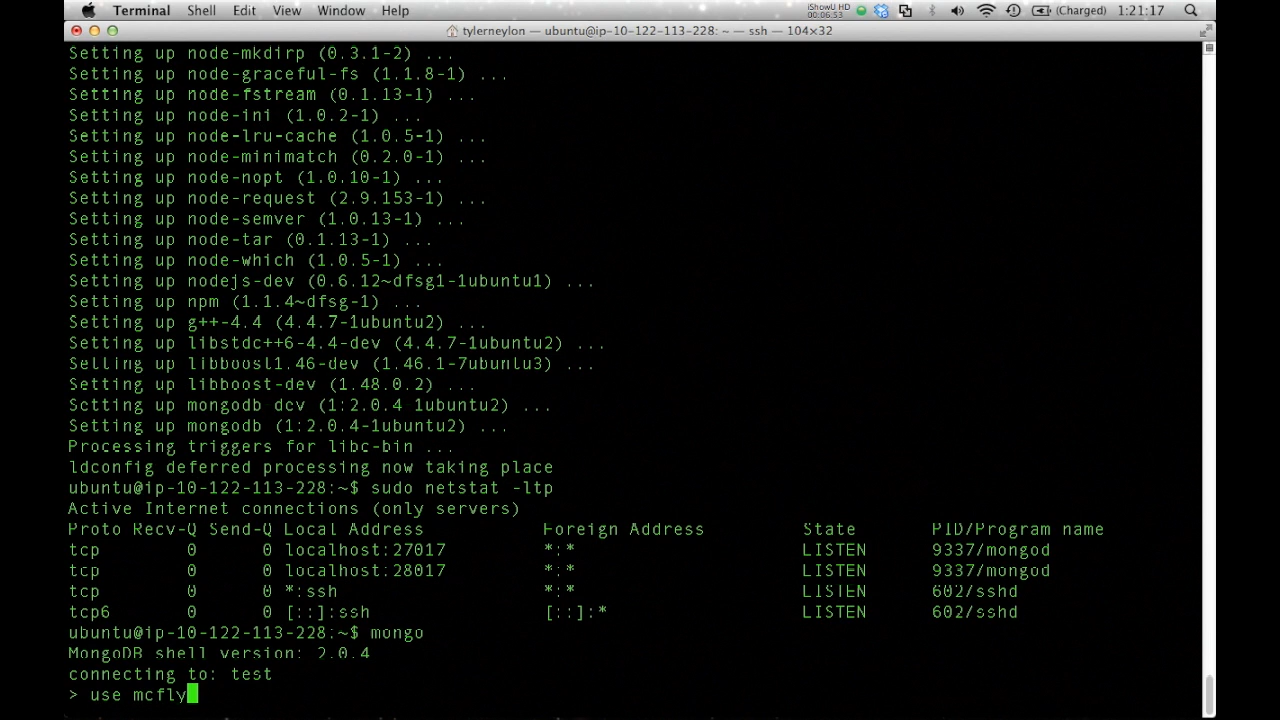 Terminal Shell Edit View Window Help iShowU HD 00:06:53 (Charged) 1:21:17
tylerneylon — ubuntu@ip-10-122-113-228: ~ — ssh — 104×32
Setting up node-mkdirp (0.3.1-2) ...
Setting up node-graceful-fs (1.1.8-1) ...
Setting up node-fstream (0.1.13-1) ...
Setting up node-ini (1.0.2-1) ...
Setting up node-lru-cache (1.0.5-1) ...
Setting up node-minimatch (0.2.0-1) ...
Setting up node-nopt (1.0.10-1) ...
Setting up node-request (2.9.153-1) ...
Setting up node-semver (1.0.13-1) ...
Setting up node-tar (0.1.13-1) ...
Setting up node-which (1.0.5-1) ...
Setting up nodejs-dev (0.6.12~dfsg1-1ubuntu1) ...
Setting up npm (1.1.4~dfsg-1) ...
Setting up g++-4.4 (4.4.7-1ubuntu2) ...
Setting up libstdc++6-4.4-dev (4.4.7-1ubuntu2) ...
Setting up libboost1.46-dev (1.46.1-7ubuntu3) ...
Setting up libboost-dev (1.48.0.2) ...
Setting up mongodb-dev (1:2.0.4-1ubuntu2) ...
Setting up mongodb (1:2.0.4-1ubuntu2) ...
Processing triggers for libc-bin ...
ldconfig deferred processing now taking place
ubuntu@ip-10-122-113-228:~$ sudo netstat -ltp
Active Internet connections (only servers)
Proto Recv-Q Send-Q Local Address Foreign Address State PID/Program name
tcp 0 0 localhost:27017 *:* LISTEN 9337/mongod
tcp 0 0 localhost:28017 *:* LISTEN 9337/mongod
tcp 0 0 *:ssh *:* LISTEN 602/sshd
tcp6 0 0 [::]:ssh [::]:* LISTEN 602/sshd
ubuntu@ip-10-122-113-228:~$ mongo
MongoDB shell version: 2.0.4
connecting to: test
> use mcfly